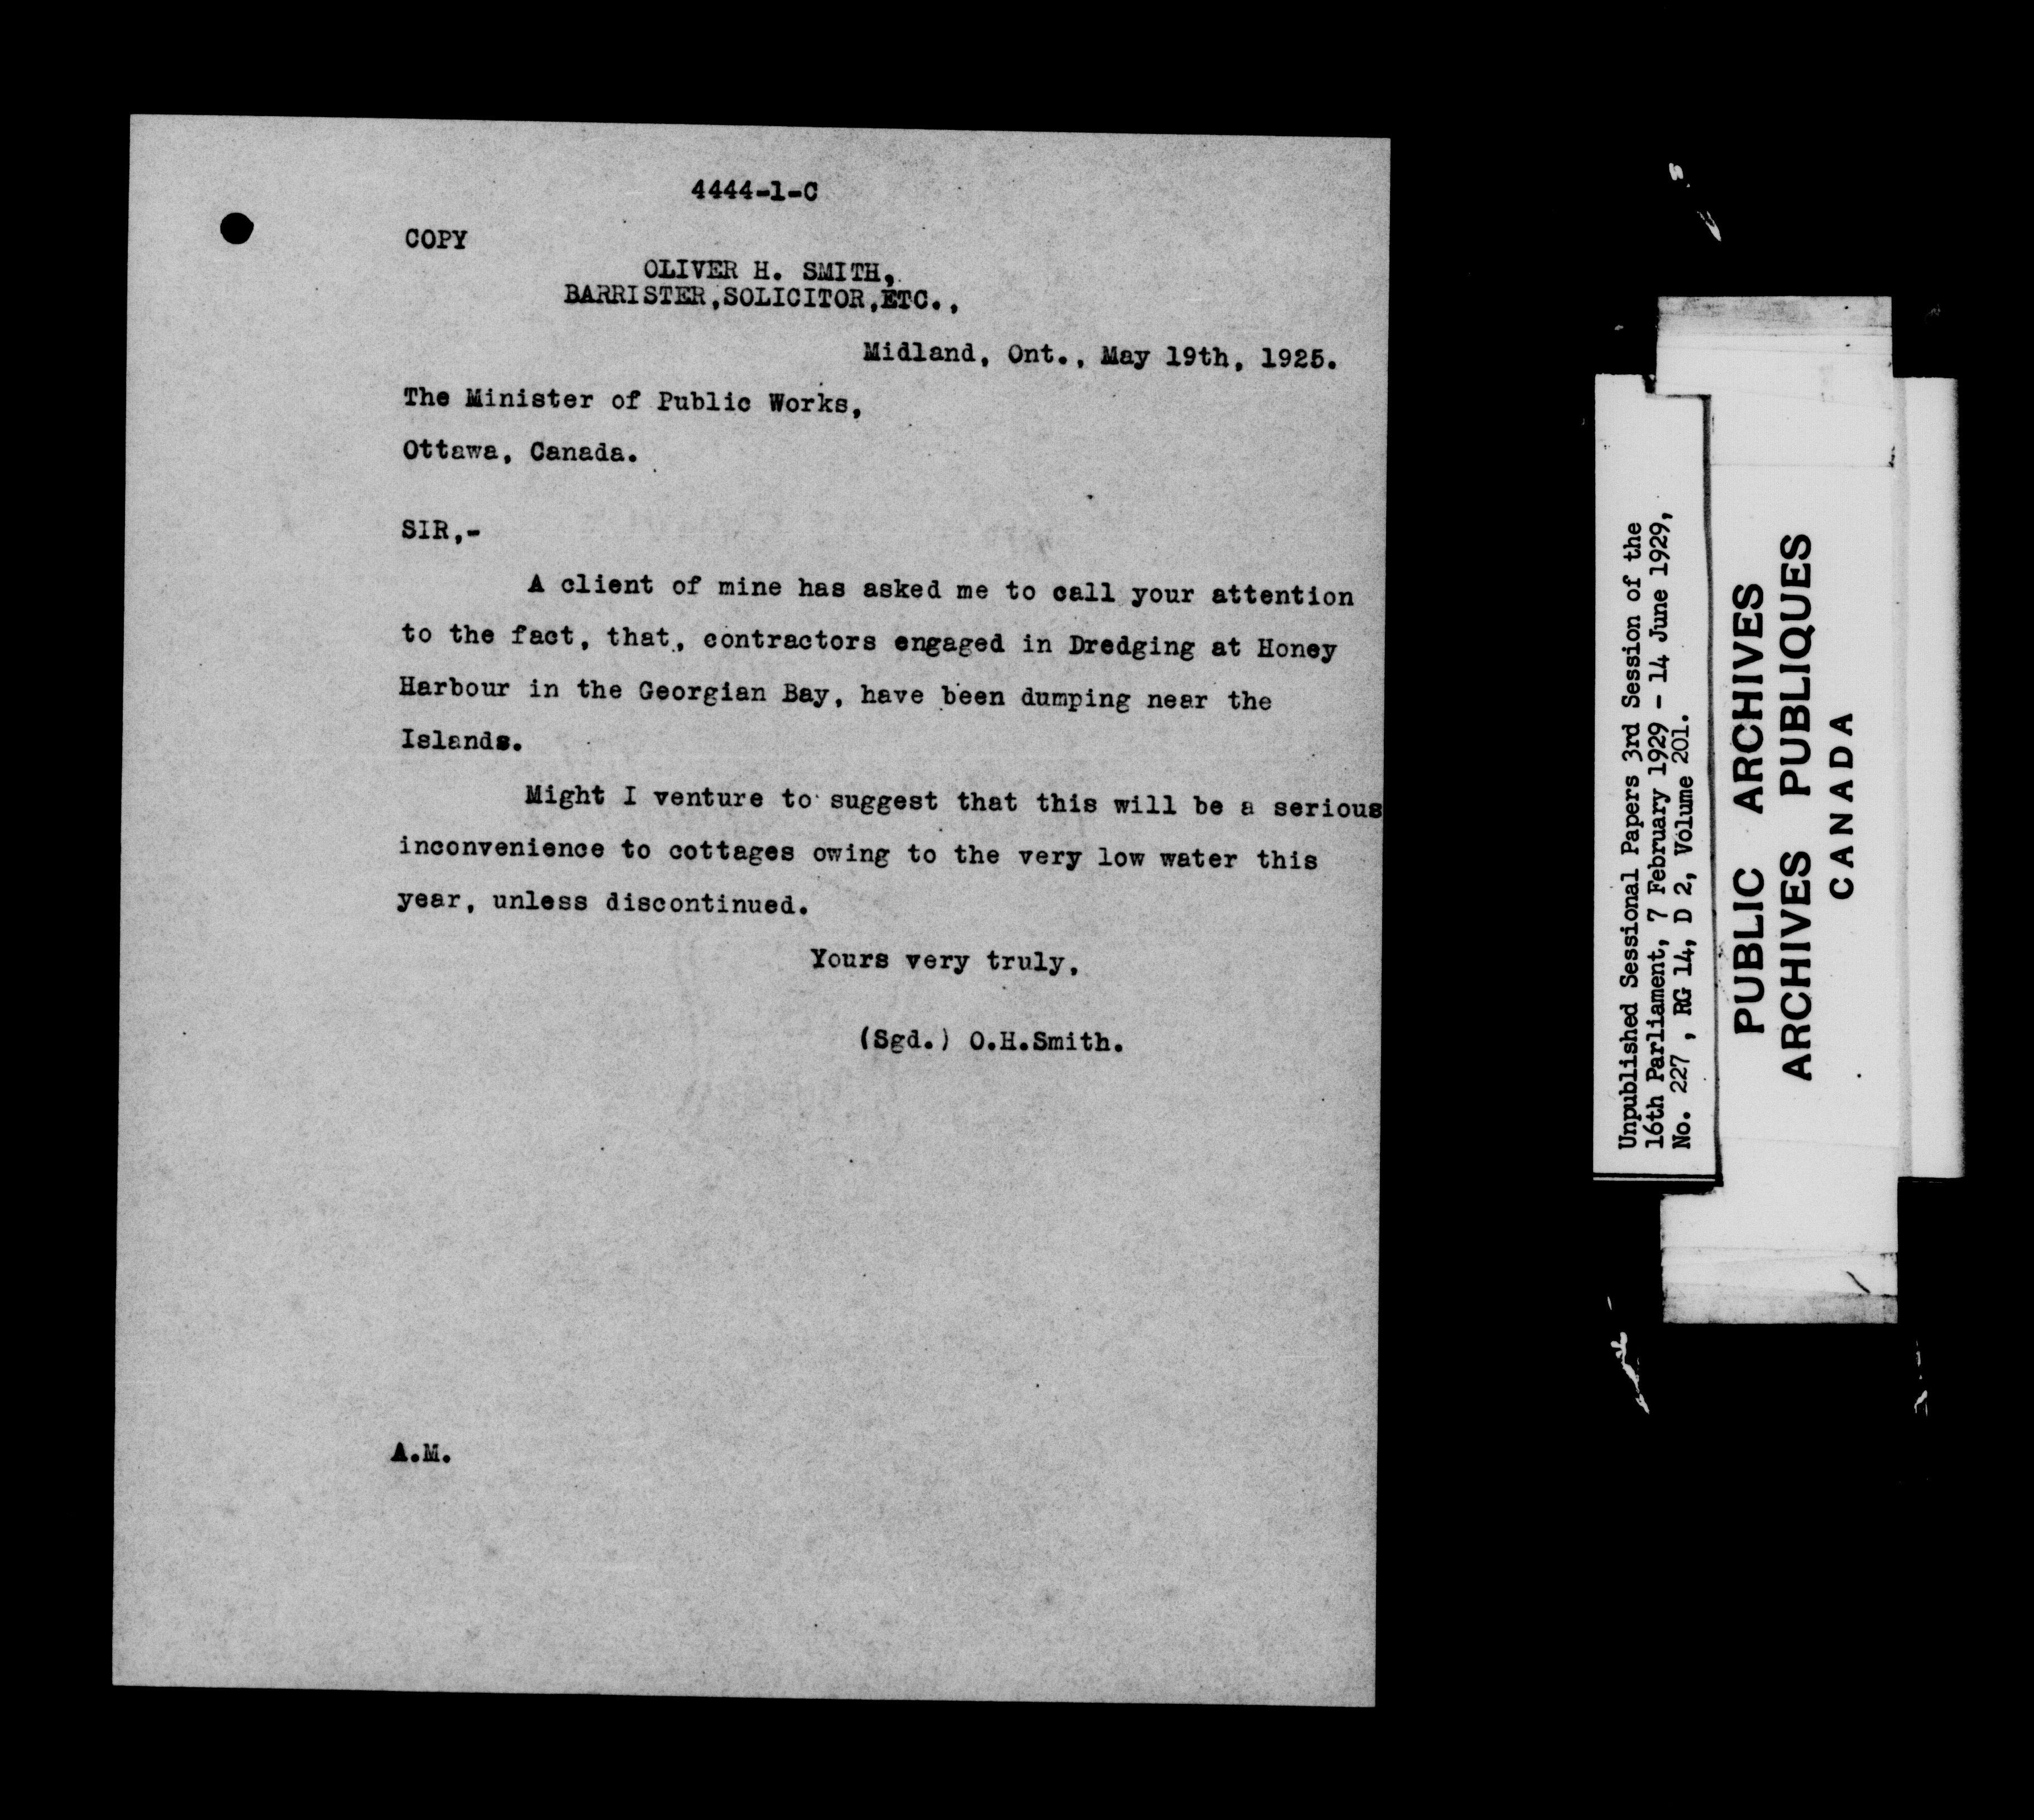 4444-1-C
COPY
OLIVER H. SMITH,
BARRISTER,SOLICITOR,ETC.,
Midland, Ont., May 19th, 1925.
The Minister of Public Works,
Ottawa, Canada.
SIR,-
A client of mine has asked me to call your attention
to the fact, that, contractors engaged in Dredging at Honey
Harbour in the Georgian Bay, have been dumping near the
Islands.
Might I venture to suggest that this will be a serious
inconvenience to cottages owing to the very low water this
year, unless discontinued.
Yours very truly,
(Sgd.) O.H.Smith.
A.M.
Unpublished Sessional Papers 3rd Session of the
16th Parliament, 7 February 1929 - 14 June 1929,
No. 227 , RG 14, D 2, Volume 201.
PUBLIC ARCHIVES
ARCHIVES PUBLIQUES
CANADA